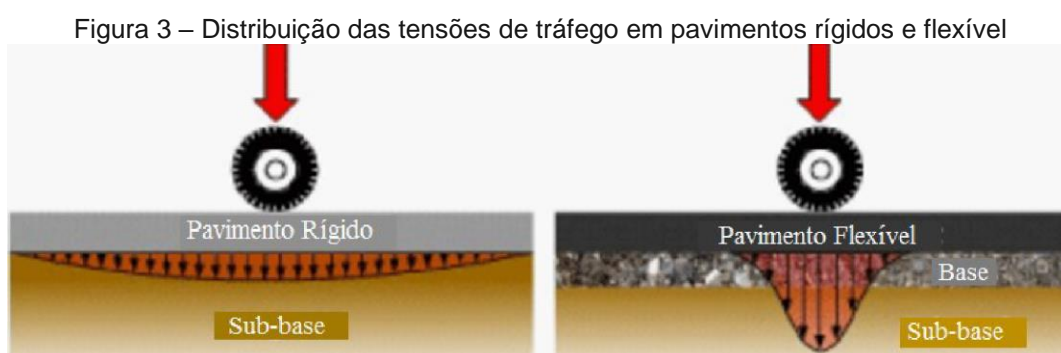 Figura 3 – Distribuição das tensões de tráfego em pavimentos rígidos e flexível
Pavimento Rígido
Sub-base
Pavimento Flexível
Base
Sub-base